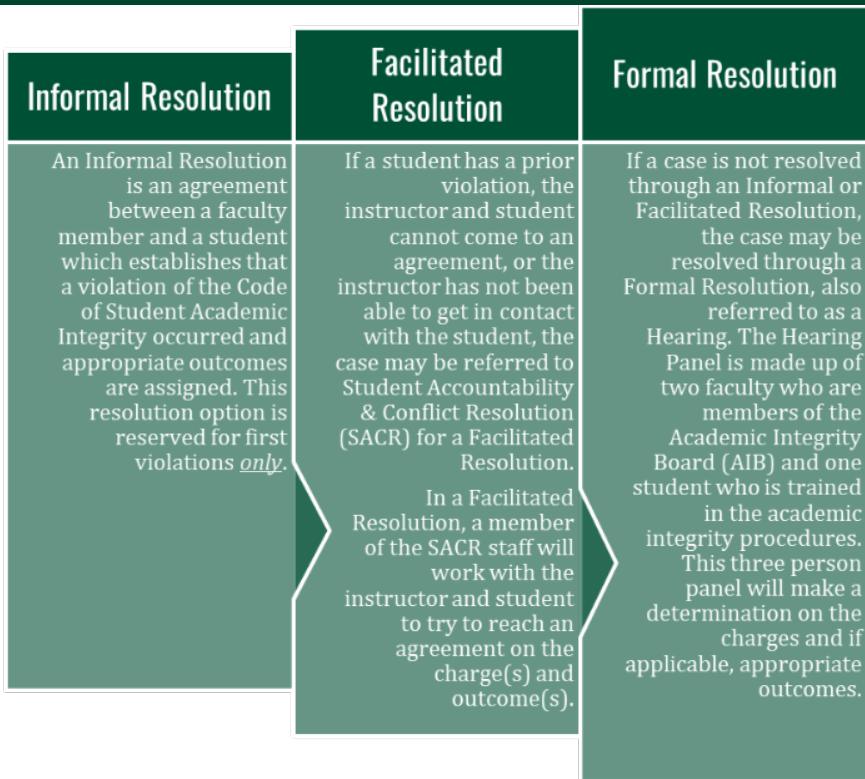 Informal Resolution
An Informal Resolution
is an agreement
between a faculty
member and a student
which establishes that
a violation of the Code
of Student Academic
Integrity occurred and
appropriate outcomes
are assigned. This
resolution option is
reserved for first
violations only.
Facilitated
Resolution
If a student has a prior
violation, the
instructor and student
cannot come to an
agreement, or the
instructor has not been
able to get in contact
with the student, the
case may be referred to
Student Accountability
& Conflict Resolution
(SACR) for a Facilitated
Resolution.
In a Facilitated
Resolution, a member
of the SACR staff will
work with the
instructor and student
to try to reach an
agreement on the
charge(s) and
outcome(s).
Formal Resolution
If a case is not resolved
through an Informal or
Facilitated Resolution,
the case may be
resolved through a
Formal Resolution, also
referred to as a
Hearing. The Hearing
Panel is made up of
two faculty who are
members of the
Academic Integrity
Board (AIB) and one
student who is trained
in the academic
integrity procedures.
This three person
panel will make a
determination on the
charges and if
applicable, appropriate
outcomes.